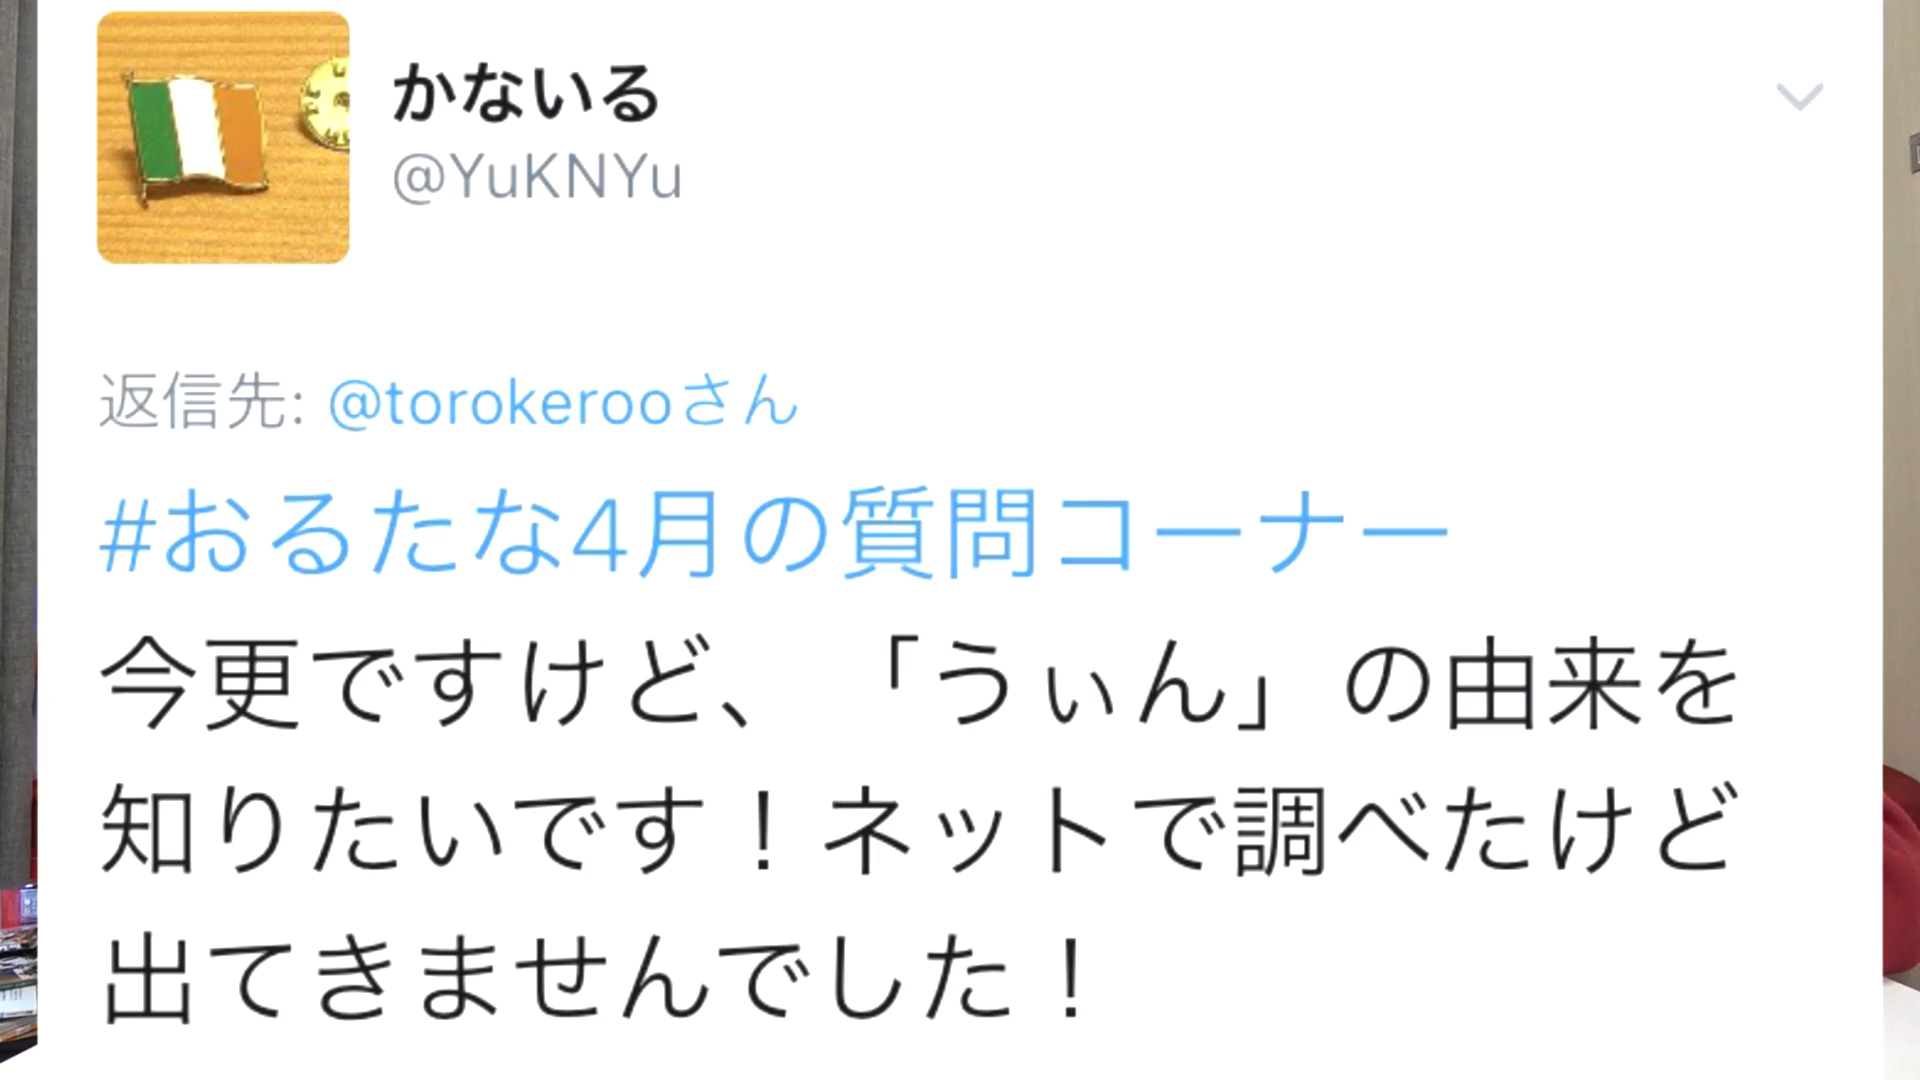 かないる
@YuKNYu
返信先: @torokerooさん
#おるたな4月の質問コーナー
今更ですけど、「うぃん」の由来を
知りたいです！ネットで調べたけど
出てきませんでした！